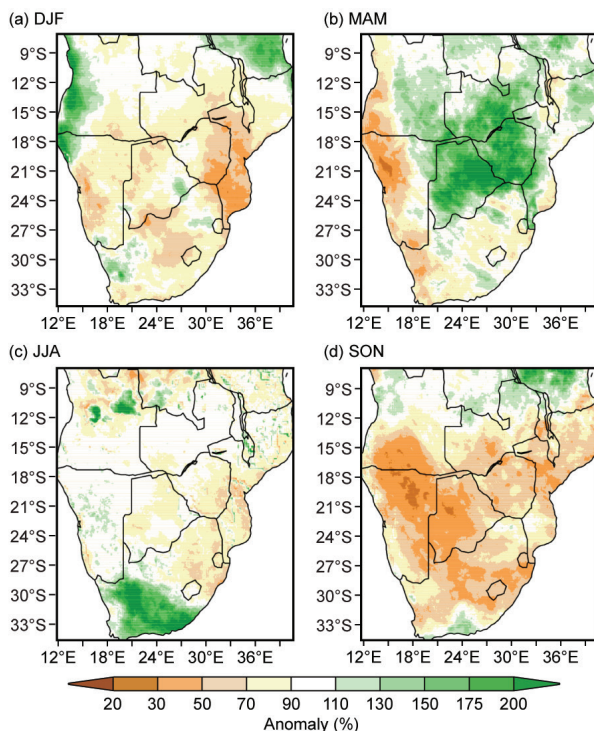 (a) DJF
(b) MAM
9°S
12°S
15°S
18°S
21°S
24°S
27°S
30°S
33°S
12°E 18°E 24°E 30°E 36°E
9°S
12°S
15°S
18°S
21°S
24°S
27°S
30°S
33°S
12°E 18°E 24°E 30°E 36°E
(c) JJA
(d) SON
9°S
12°S
15°S
18°S
21°S
24°S
27°S
30°S
33°S
12°E 18°E 24°E 30°E 36°E
9°S
12°S
15°S
18°S
21°S
24°S
27°S
30°S
33°S
12°E 18°E 24°E 30°E 36°E
20 30 50 70 90 110 130 150 175 200
Anomaly (%)